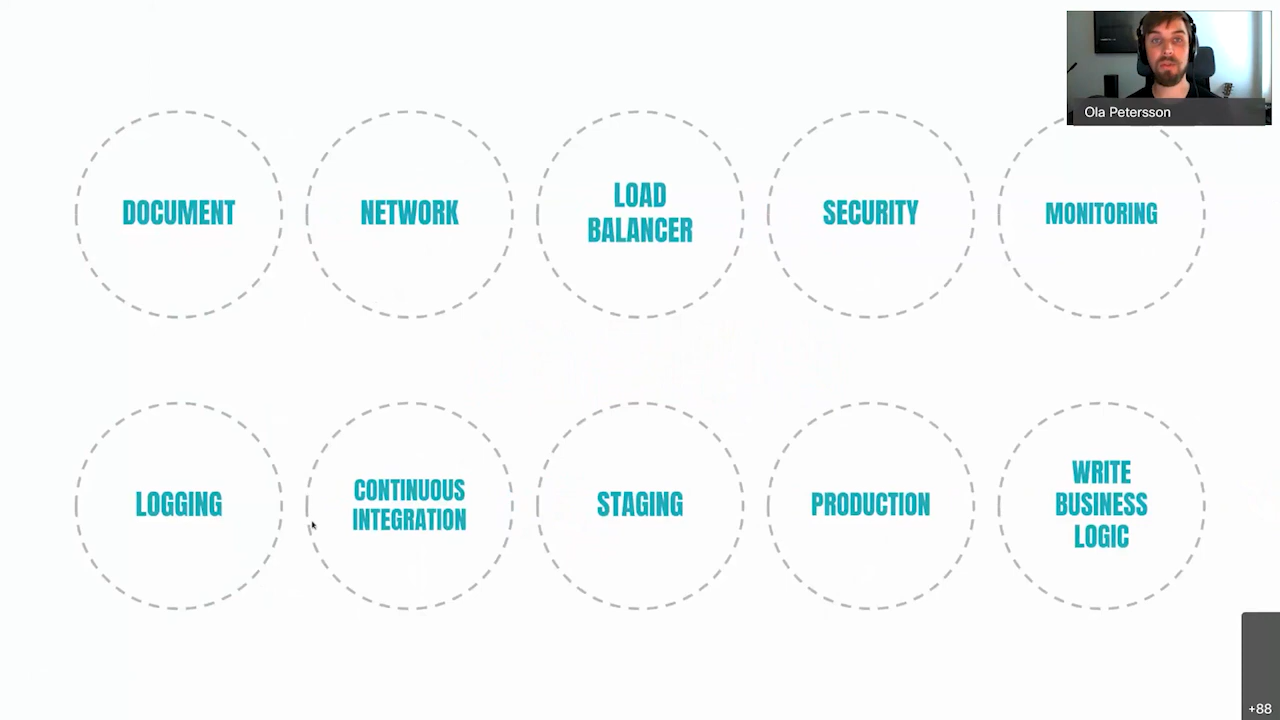 Ola Petersson
DOCUMENT
NETWORK
LOAD
BALANCER
SECURITY
MONITORING
LOGGING
CONTINUOUS
INTEGRATION
STAGING
PRODUCTION
WRITE
BUSINESS
LOGIC
+88